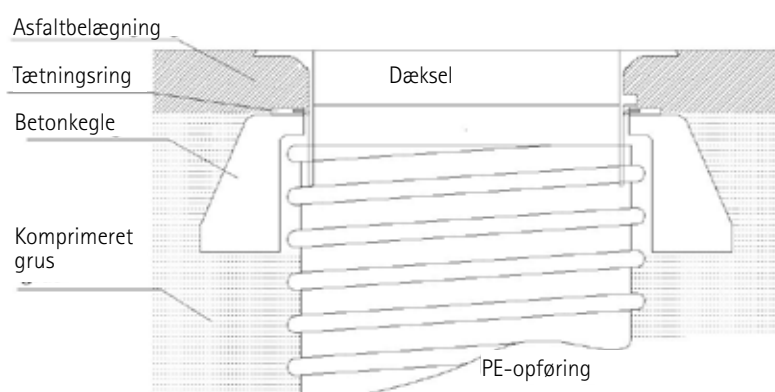 Asfaltbelægning
Tætningsring
Dæksel
Betonkegle
Komprimeret
grus
PE-opføring